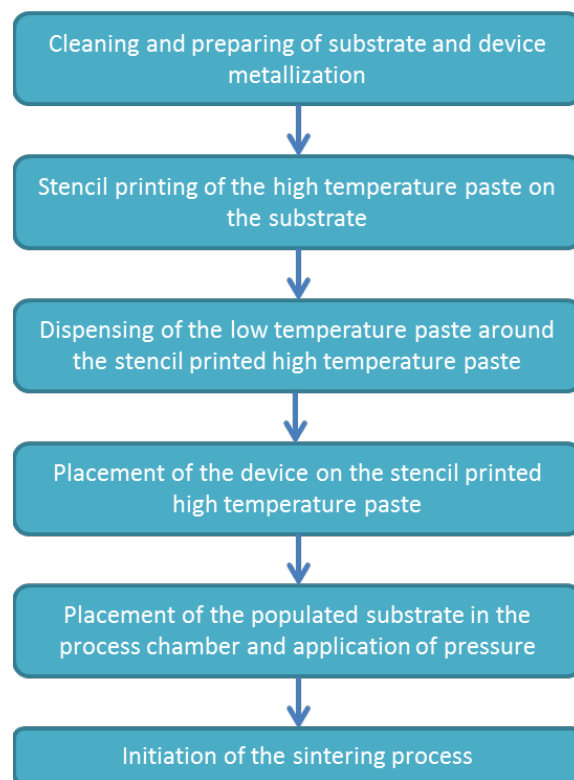 Cleaning and preparing of substrate and device
metallization
Stencil printing of the high temperature paste on
the substrate
Dispensing of the low temperature paste around
the stencil printed high temperature paste
Placement of the device on the stencil printed
high temperature paste
Placement of the populated substrate in the
process chamber and application of pressure
Initiation of the sintering process